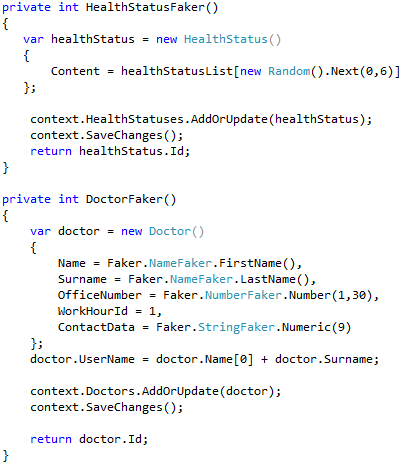 private int HealthStatusFaker()
{
   var healthStatus = new HealthStatus()
   {
       Content = healthStatusList[new Random().Next(0,6)]
   };

    context.HealthStatuses.AddOrUpdate(healthStatus);
    context.SaveChanges();
    return healthStatus.Id;
}

private int DoctorFaker()
{
    var doctor = new Doctor()
    {
        Name = Faker.NameFaker.FirstName(),
        Surname = Faker.NameFaker.LastName(),
        OfficeNumber = Faker.NumberFaker.Number(1,30),
        WorkHourId = 1,
        ContactData = Faker.StringFaker.Numeric(9)
    };
    doctor.UserName = doctor.Name[0] + doctor.Surname;

    context.Doctors.AddOrUpdate(doctor);
    context.SaveChanges();

    return doctor.Id;
}